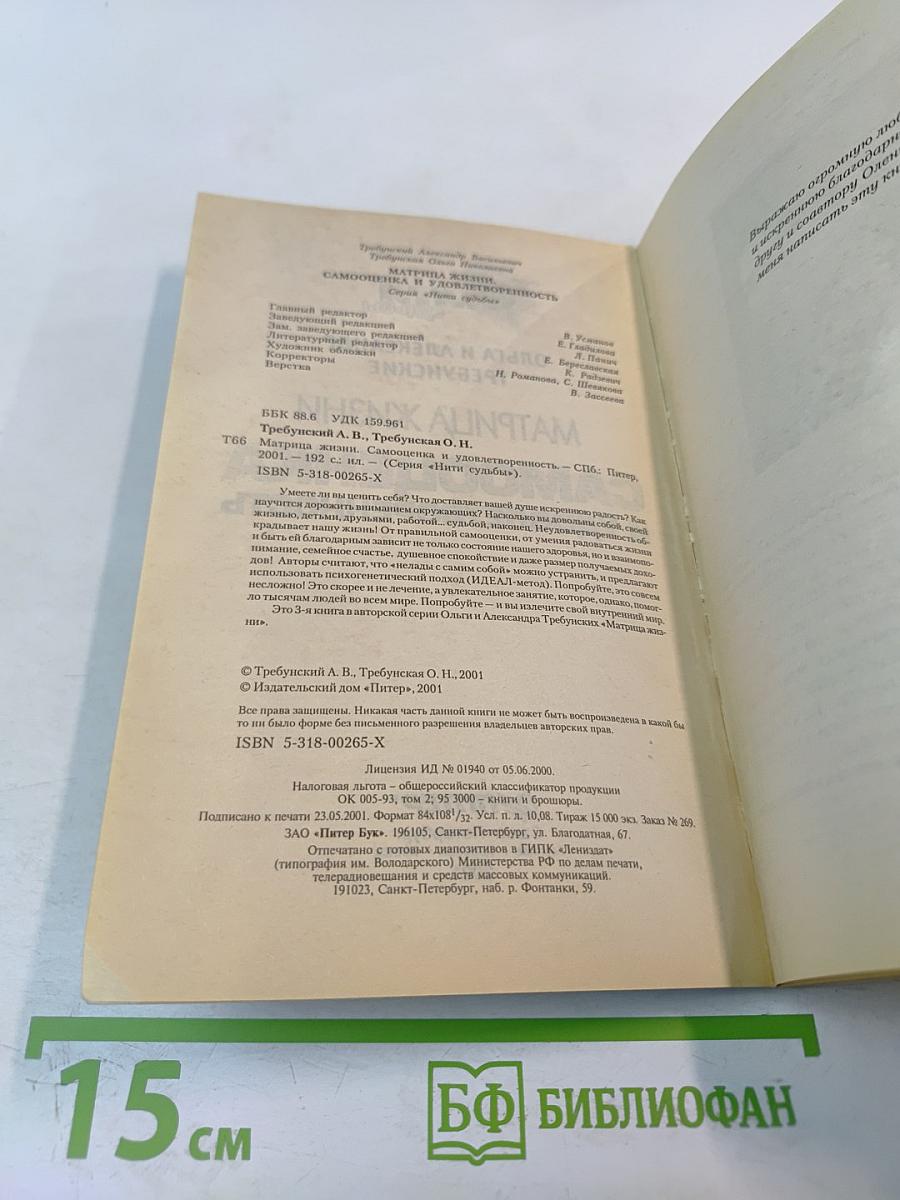 Требунский Александр Васильевич
Требунская Ольга Николаевна
МАТРИЦА ЖИЗНИ.
САМООЦЕНКА И УДОВЛЕТВОРЕННОСТЬ
Серия «Нити судьбы»
Главный редактор В. Усманов
Заведующий редакцией Е. Гладилова
Зам. заведующего редакцией Л. Панич
Литературный редактор Е. Береславская
Художник обложки К. Радзевич
Корректоры Н. Романова, С. Шевякова
Верстка В. Зассеева
ББК 88.6 УДК 159.961
Требунский А. В., Требунская О. Н.
Т66 Матрица жизни. Самооценка и удовлетворенность. — СПб.: Питер,
2001. — 192 с.: ил. — (Серия «Нити судьбы»).
ISBN 5-318-00265-X
Умеете ли вы ценить себя? Что доставляет вашей душе искреннюю радость? Как
научится дорожить вниманием окружающих? Насколько вы довольны собой, своей
жизнью, детьми, друзьями, работой... судьбой, наконец. Неудовлетворенность об-
крадывает нашу жизнь! От правильной самооценки, от умения радоваться жизни
и быть ей благодарным зависит не только состояние нашего здоровья, но и взаимопо-
нимание, семейное счастье, душевное спокойствие и даже размер получаемых дохо-
дов! Авторы считают, что «нелады с самим собой» можно устранить, и предлагают
использовать психогенетический подход (ИДЕАЛ-метод). Попробуйте, это совсем
несложно! Это скорее и не лечение, а увлекательное занятие, которое, однако, помог-
ло тысячам людей во всем мире. Попробуйте — и вы излечите свой внутренний мир.
Это 3-я книга в авторской серии Ольги и Александра Требунских «Матрица жиз-
ни».
© Требунский А. В., Требунская О. Н., 2001
© Издательский дом «Питер», 2001
Все права защищены. Никакая часть данной книги не может быть воспроизведена в какой бы
то ни было форме без письменного разрешения владельцев авторских прав.
ISBN 5-318-00265-X
Лицензия ИД № 01940 от 05.06.2000.
Налоговая льгота – общероссийский классификатор продукции
ОК 005-93, том 2; 95 3000 – книги и брошюры.
Подписано к печати 23.05.2001. Формат 84х108¹/₃₂. Усл. п. л. 10,08. Тираж 15 000 экз. Заказ № 269.
ЗАО «Питер Бук». 196105, Санкт-Петербург, ул. Благодатная, 67.
Отпечатано с готовых диапозитивов в ГИПК «Лениздат»
(типография им. Володарского) Министерства РФ по делам печати,
телерадиовещания и средств массовых коммуникаций.
191023, Санкт-Петербург, наб. р. Фонтанки, 59.
Выражаю огромную
и искреннюю
другу и соавтору
меня написать эту
15 см
БФ БИБЛИОФАН